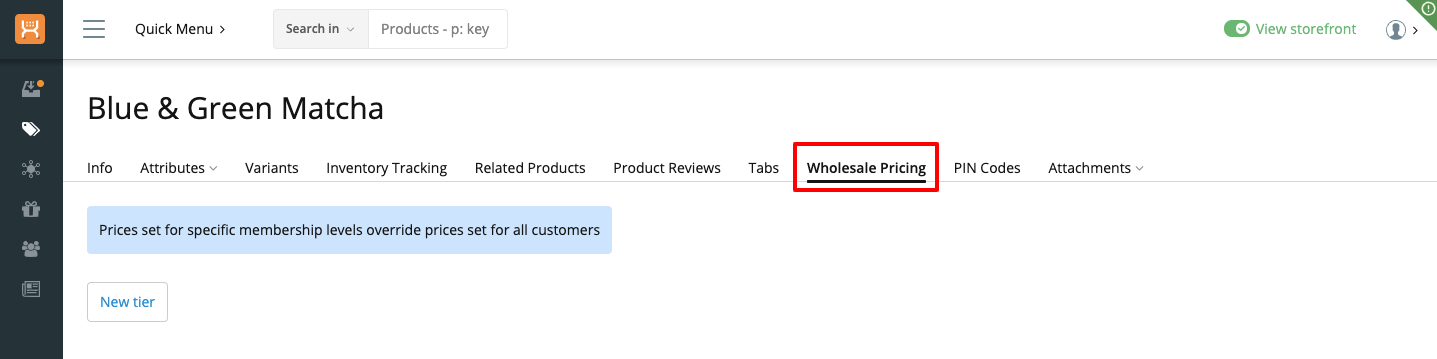 Quick Menu
Search in
Products - p: key
View storefront
Blue & Green Matcha
Info Attributes Variants Inventory Tracking Related Products Product Reviews Tabs Wholesale Pricing PIN Codes Attachments
Prices set for specific membership levels override prices set for all customers
New tier